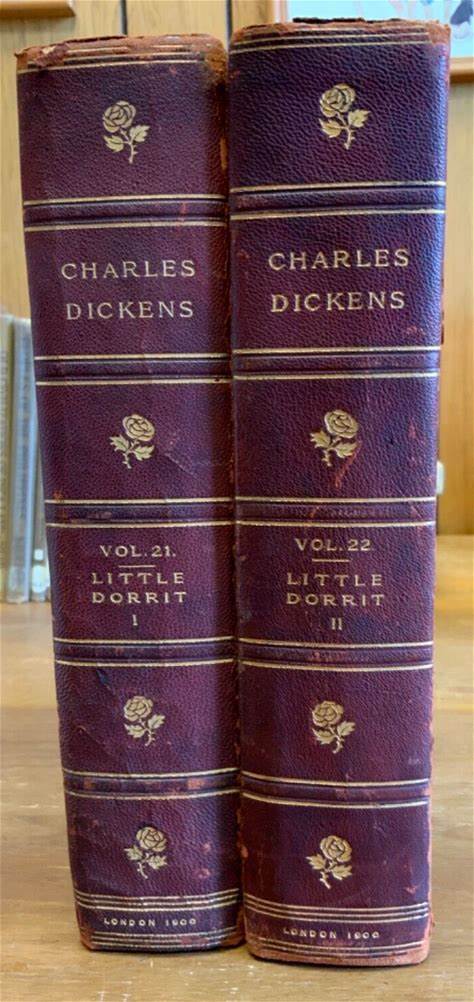 CHARLES
DICKENS
VOL. 21.
LITTLE
DORRIT
I
LONDON 1900
CHARLES
DICKENS
VOL. 22
LITTLE
DORRIT
II
LONDON 1900